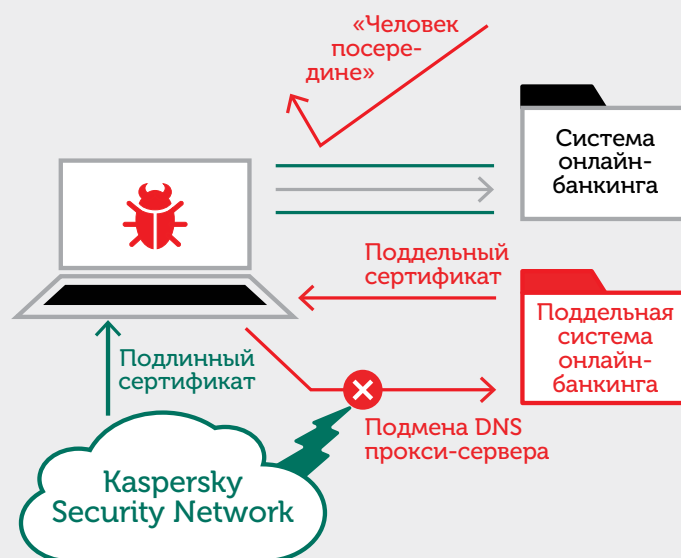 «Человек
посере-
дине»
Система
онлайн-
банкинга
Поддельный
сертификат
Поддельная
система
онлайн-
банкинга
Подлинный
сертификат
Подмена DNS
прокси-сервера
Kaspersky
Security Network